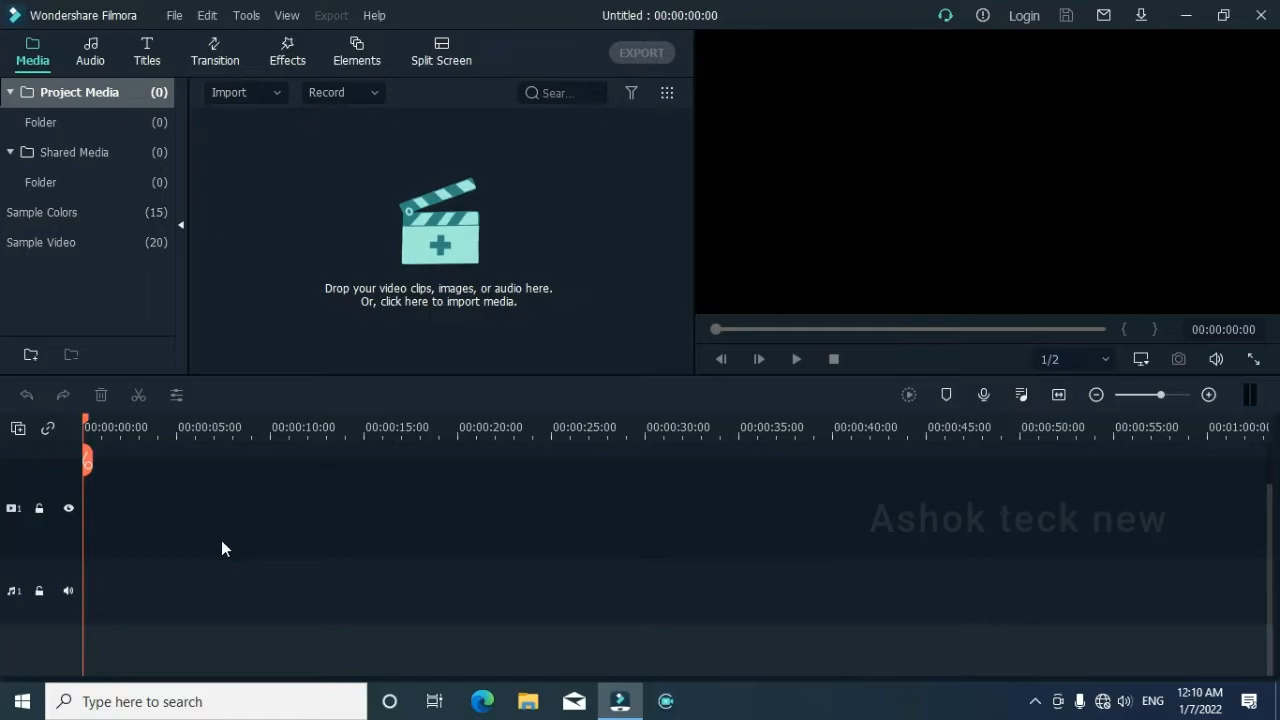 Wondershare Filmora File Edit Tools View Export Help Untitled : 00:00:00:00 Login
Media Audio Titles Transition Effects Elements Split Screen EXPORT
Project Media (0) Import Record Sear...
Folder (0)
Shared Media (0)
Folder (0)
Sample Colors (15)
Sample Video (20)
Drop your video clips, images, or audio here.
Or, click here to import media.
00:00:00:00
1/2
00:00:00:00 00:00:05:00 00:00:10:00 00:00:15:00 00:00:20:00 00:00:25:00 00:00:30:00 00:00:35:00 00:00:40:00 00:00:45:00 00:00:50:00 00:00:55:00 00:01:00:0
1
Ashok teck new
1
Type here to search ENG 12:10 AM
1/7/2022